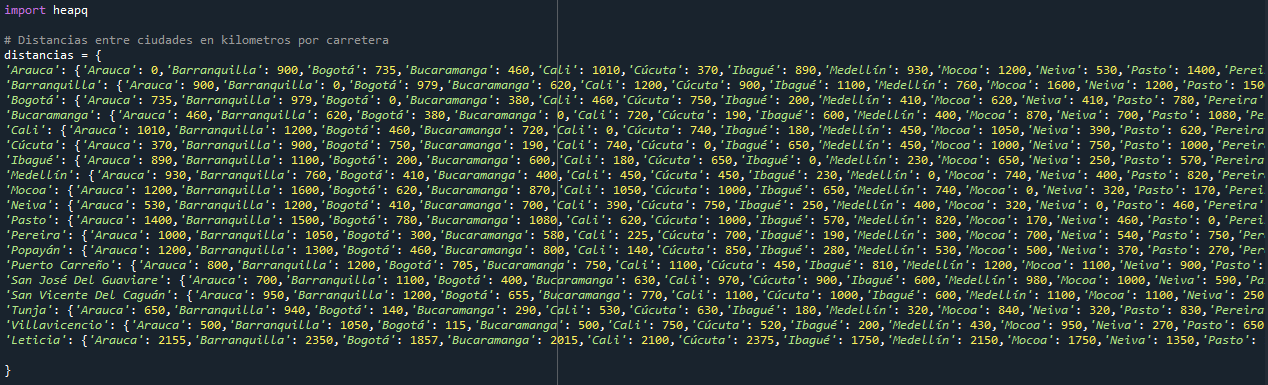 import heapq
# Distancias entre ciudades en kilometros por carretera
distancias = {
'Arauca': {'Arauca': 0,'Barranquilla': 900,'Bogotá': 735,'Bucaramanga': 460,'Cali': 1010,'Cúcuta': 370,'Ibagué': 890,'Medellín': 930,'Mocoa': 1200,'Neiva': 530,'Pasto': 1400,'Perei
'Barranquilla': {'Arauca': 900,'Barranquilla': 0,'Bogotá': 979,'Bucaramanga': 620,'Cali': 1200,'Cúcuta': 900,'Ibagué': 1100,'Medellín': 760,'Mocoa': 1600,'Neiva': 1200,'Pasto': 150
'Bogotá': {'Arauca': 735,'Barranquilla': 979,'Bogotá': 0,'Bucaramanga': 380,'Cali': 460,'Cúcuta': 750,'Ibagué': 200,'Medellín': 410,'Mocoa': 620,'Neiva': 410,'Pasto': 780,'Pereira'
'Bucaramanga': {'Arauca': 460,'Barranquilla': 620,'Bogotá': 380,'Bucaramanga': 0,'Cali': 720,'Cúcuta': 190,'Ibagué': 600,'Medellín': 400,'Mocoa': 870,'Neiva': 700,'Pasto': 1080,'Pe
'Cali': {'Arauca': 1010,'Barranquilla': 1200,'Bogotá': 460,'Bucaramanga': 720,'Cali': 0,'Cúcuta': 740,'Ibagué': 180,'Medellín': 450,'Mocoa': 1050,'Neiva': 390,'Pasto': 620,'Pereira
'Cúcuta': {'Arauca': 370,'Barranquilla': 900,'Bogotá': 750,'Bucaramanga': 190,'Cali': 740,'Cúcuta': 0,'Ibagué': 650,'Medellín': 450,'Mocoa': 1000,'Neiva': 750,'Pasto': 1000,'Pereir
'Ibagué': {'Arauca': 890,'Barranquilla': 1100,'Bogotá': 200,'Bucaramanga': 600,'Cali': 180,'Cúcuta': 650,'Ibagué': 0,'Medellín': 230,'Mocoa': 650,'Neiva': 250,'Pasto': 570,'Pereira
'Medellín': {'Arauca': 930,'Barranquilla': 760,'Bogotá': 410,'Bucaramanga': 400,'Cali': 450,'Cúcuta': 450,'Ibagué': 230,'Medellín': 0,'Mocoa': 740,'Neiva': 400,'Pasto': 820,'Pereir
'Mocoa': {'Arauca': 1200,'Barranquilla': 1600,'Bogotá': 620,'Bucaramanga': 870,'Cali': 1050,'Cúcuta': 1000,'Ibagué': 650,'Medellín': 740,'Mocoa': 0,'Neiva': 320,'Pasto': 170,'Perei
'Neiva': {'Arauca': 530,'Barranquilla': 1200,'Bogotá': 410,'Bucaramanga': 700,'Cali': 390,'Cúcuta': 750,'Ibagué': 250,'Medellín': 400,'Mocoa': 320,'Neiva': 0,'Pasto': 460,'Pereira'
'Pasto': {'Arauca': 1400,'Barranquilla': 1500,'Bogotá': 780,'Bucaramanga': 1080,'Cali': 620,'Cúcuta': 1000,'Ibagué': 570,'Medellín': 820,'Mocoa': 170,'Neiva': 460,'Pasto': 0,'Perei
'Pereira': {'Arauca': 1000,'Barranquilla': 1050,'Bogotá': 300,'Bucaramanga': 580,'Cali': 225,'Cúcuta': 700,'Ibagué': 190,'Medellín': 300,'Mocoa': 700,'Neiva': 540,'Pasto': 750,'Per
'Popayán': {'Arauca': 1200,'Barranquilla': 1300,'Bogotá': 460,'Bucaramanga': 800,'Cali': 140,'Cúcuta': 850,'Ibagué': 280,'Medellín': 530,'Mocoa': 500,'Neiva': 370,'Pasto': 270,'Per
'Puerto Carreño': {'Arauca': 800,'Barranquilla': 1200,'Bogotá': 705,'Bucaramanga': 750,'Cali': 1100,'Cúcuta': 450,'Ibagué': 810,'Medellín': 1200,'Mocoa': 1100,'Neiva': 900,'Pasto':
'San José Del Guaviare': {'Arauca': 700,'Barranquilla': 1100,'Bogotá': 400,'Bucaramanga': 630,'Cali': 970,'Cúcuta': 900,'Ibagué': 600,'Medellín': 980,'Mocoa': 1000,'Neiva': 590,'Pa
'San Vicente Del Caguán': {'Arauca': 950,'Barranquilla': 1200,'Bogotá': 655,'Bucaramanga': 770,'Cali': 1100,'Cúcuta': 1000,'Ibagué': 600,'Medellín': 1100,'Mocoa': 1100,'Neiva': 250
'Tunja': {'Arauca': 650,'Barranquilla': 940,'Bogotá': 140,'Bucaramanga': 290,'Cali': 530,'Cúcuta': 630,'Ibagué': 180,'Medellín': 320,'Mocoa': 840,'Neiva': 320,'Pasto': 830,'Pereira
'Villavicencio': {'Arauca': 500,'Barranquilla': 1050,'Bogotá': 115,'Bucaramanga': 500,'Cali': 750,'Cúcuta': 520,'Ibagué': 200,'Medellín': 430,'Mocoa': 950,'Neiva': 270,'Pasto': 650
'Leticia': {'Arauca': 2155,'Barranquilla': 2350,'Bogotá': 1857,'Bucaramanga': 2015,'Cali': 2100,'Cúcuta': 2375,'Ibagué': 1750,'Medellín': 2150,'Mocoa': 1750,'Neiva': 1350,'Pasto':
}